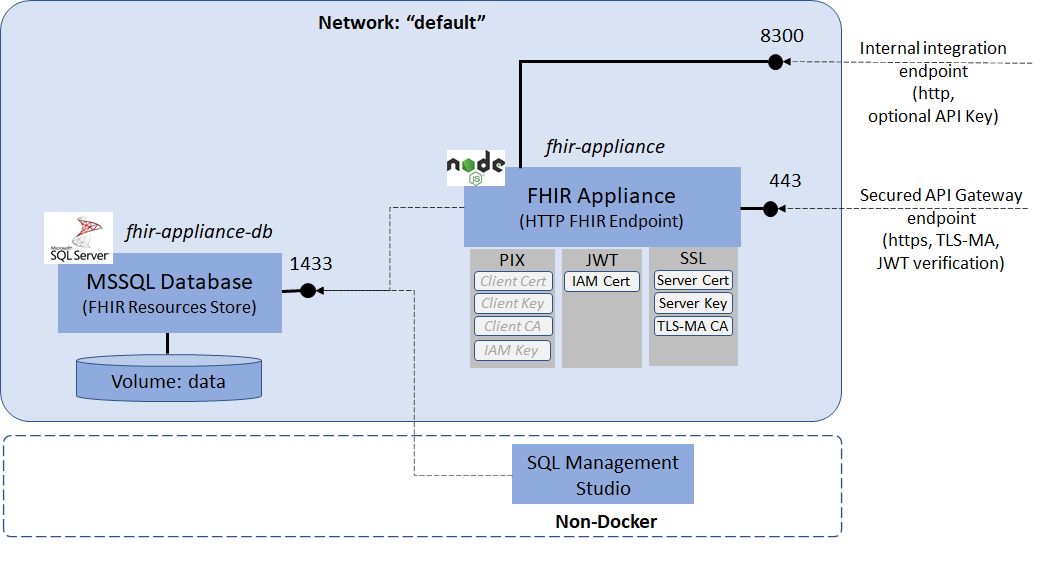 Network: “default”
8300
Internal integration
endpoint
(http,
optional API Key)
fhir-appliance
node
JS
FHIR Appliance
(HTTP FHIR Endpoint)
443
Secured API Gateway
endpoint
(https, TLS-MA,
JWT verification)
PIX
Client Cert
Client Key
Client CA
IAM Key
JWT
IAM Cert
SSL
Server Cert
Server Key
TLS-MA CA
Microsoft
SQL Server
fhir-appliance-db
1433
MSSQL Database
(FHIR Resources Store)
Volume: data
SQL Management
Studio
Non-Docker